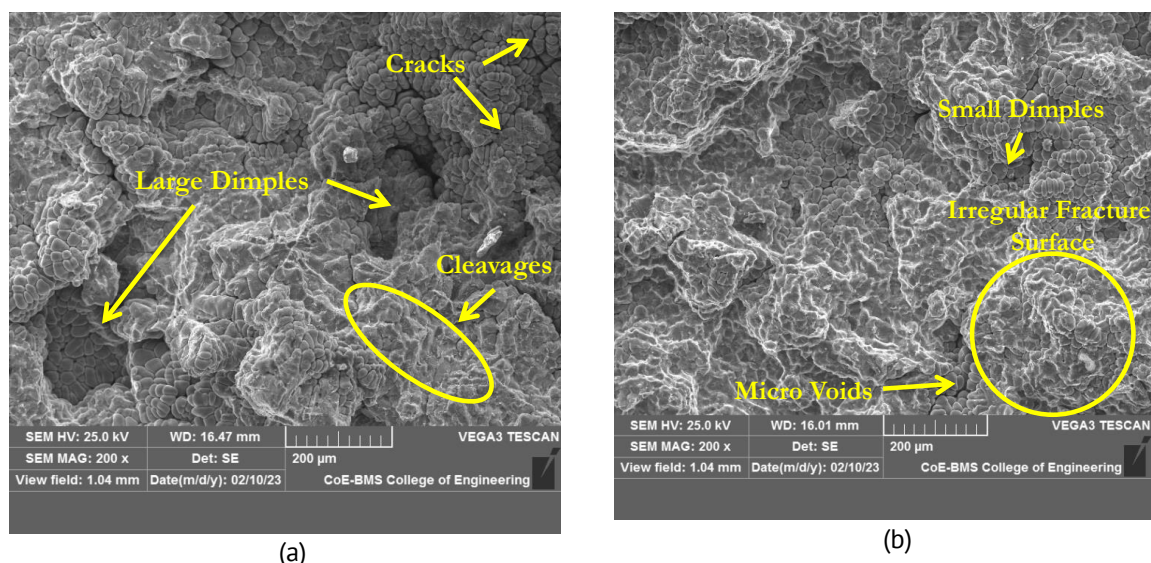 Cracks
Large Dimples
Cleavages
SEM HV: 25.0 kV WD: 16.47 mm VEGA3 TESCAN
SEM MAG: 200 x Det: SE 200 µm
View field: 1.04 mm Date(m/d/y): 02/10/23 CoE-BMS College of Engineering
(a)
Small Dimples
Irregular Fracture
Surface
Micro Voids
SEM HV: 25.0 kV WD: 16.01 mm VEGA3 TESCAN
SEM MAG: 200 x Det: SE 200 µm
View field: 1.04 mm Date(m/d/y): 02/10/23 CoE-BMS College of Engineering
(b)